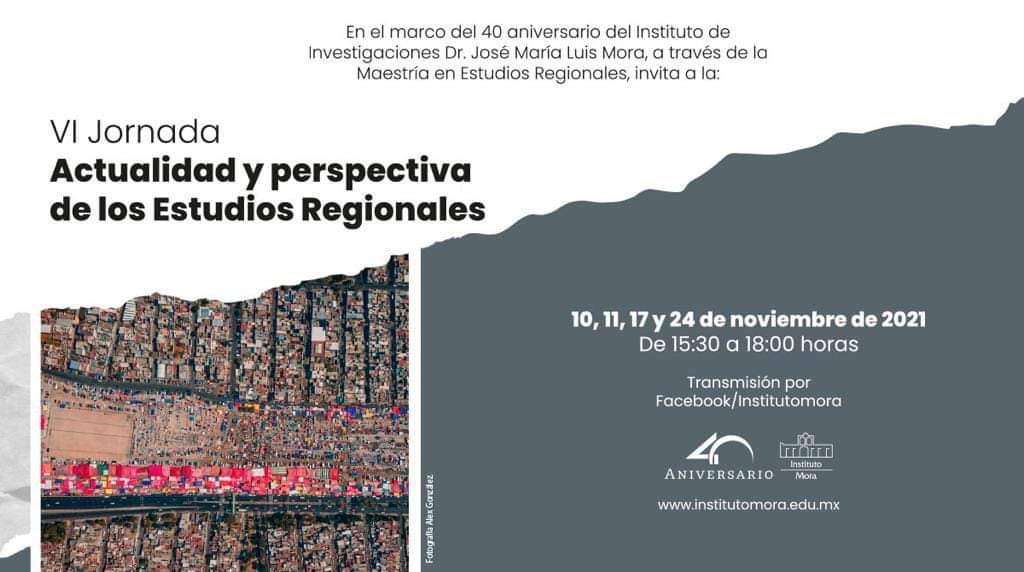 En el marco del 40 aniversario del Instituto de
Investigaciones Dr. José María Luis Mora, a través de la
Maestría en Estudios Regionales, invita a la:
VI Jornada
Actualidad y perspectiva
de los Estudios Regionales
10, 11, 17 y 24 de noviembre de 2021
De 15:30 a 18:00 horas
Transmisión por
Facebook/Institutomora
40
ANIVERSARIO
Instituto
Mora
www.institutomora.edu.mx
Fotografía Alex González.